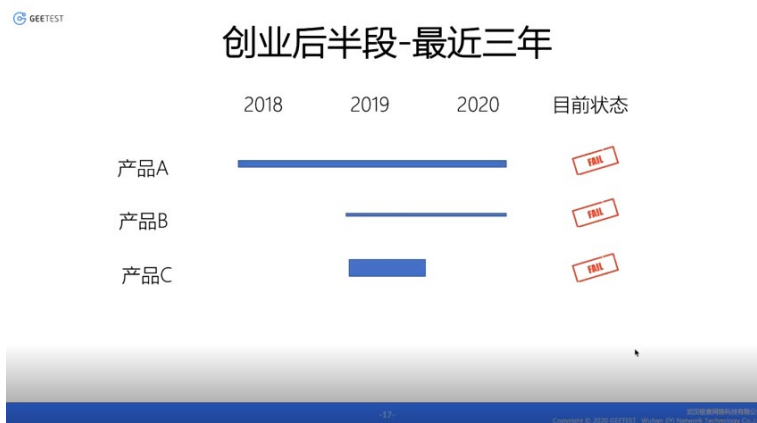 GEETEST
创业后半段-最近三年
2018 2019 2020 目前状态
产品A FAIL
产品B FAIL
产品C FAIL
-17-
Copyright © 2020 GEETEST